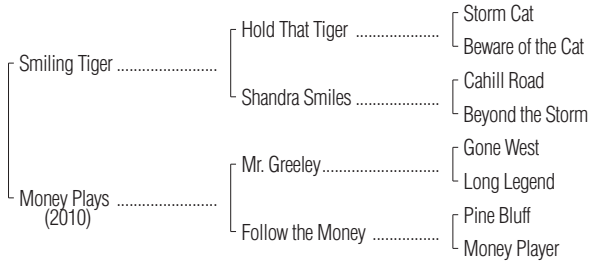 Storm Cat
Hold That Tiger ..................
Beware of the Cat
Smiling Tiger ......................
Cahill Road
Shandra Smiles ..................
Beyond the Storm
Gone West
Mr. Greeley.........................
Long Legend
Money Plays ......................
(2010)
Pine Bluff
Follow the Money ..............
Money Player